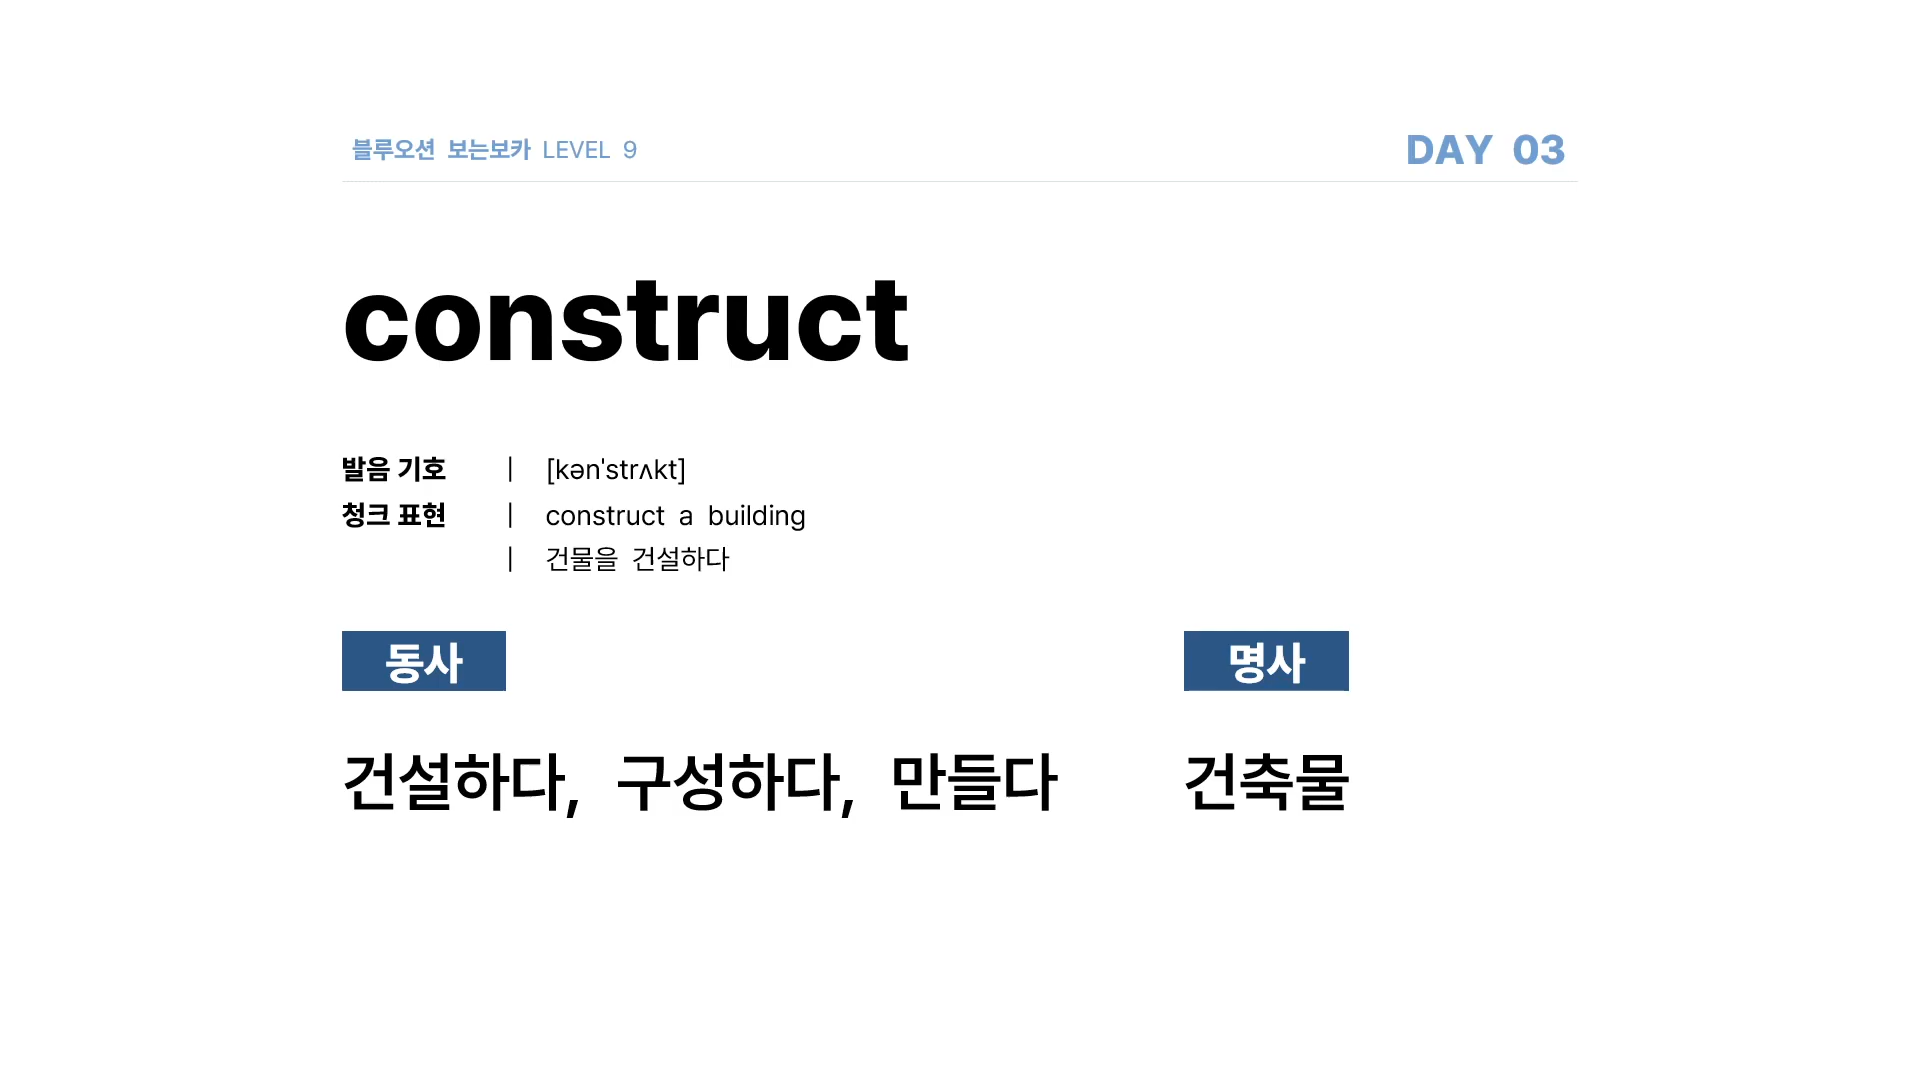 블루오션 보는보카 LEVEL 9
DAY 03
construct
발음 기호 | [kən'strʌkt]
청크 표현 | construct a building
| 건물을 건설하다
동사
명사
건설하다, 구성하다, 만들다
건축물